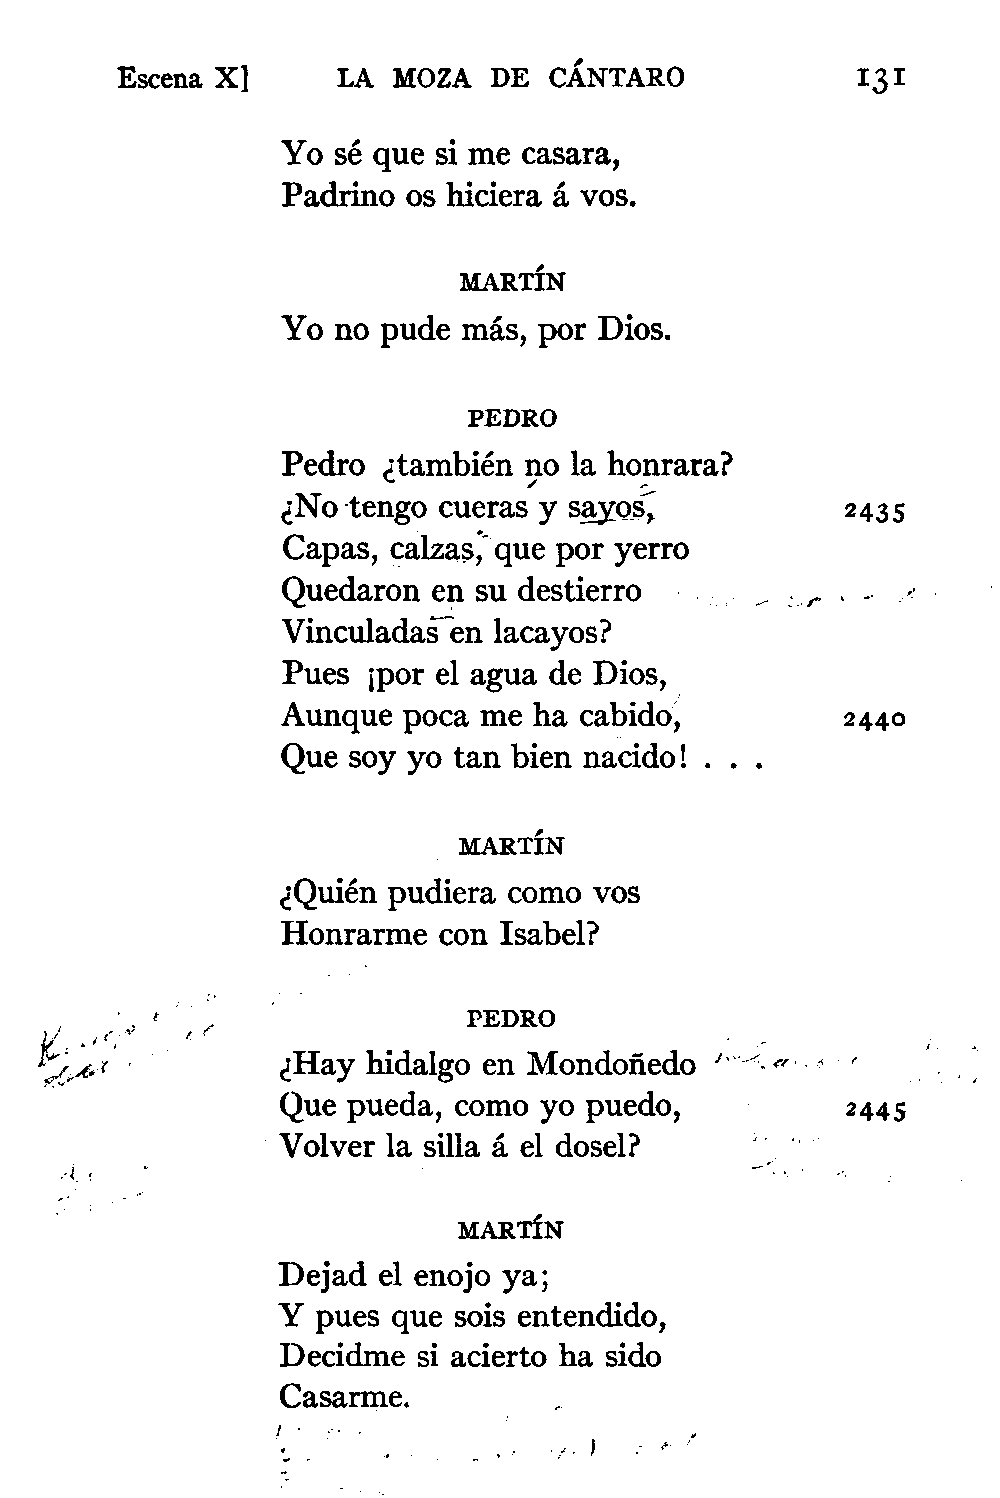 Escena X] LA MOZA DE CÁNTARO 131
Yo sé que si me casara,
Padrino os hiciera á vos.
MARTÍN
Yo no pude más, por Dios.
PEDRO
Pedro ¿también no la honrara?
¿No tengo cueras y sayos, 2435
Capas, calzas, que por yerro
Quedaron en su destierro
Vinculadas en lacayos?
Pues ¡por el agua de Dios,
Aunque poca me ha cabido, 2440
Que soy yo tan bien nacido! . . .
MARTÍN
¿Quién pudiera como vos
Honrarme con Isabel?
PEDRO
¿Hay hidalgo en Mondoñedo
Que pueda, como yo puedo, 2445
Volver la silla á el dosel?
MARTÍN
Dejad el enojo ya;
Y pues que sois entendido,
Decidme si acierto ha sido
Casarme.